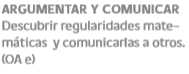 ARGUMENTAR Y COMUNICAR
Descubrir regularidades mate-
máticas y comunicarlas a otros.
(OA e)